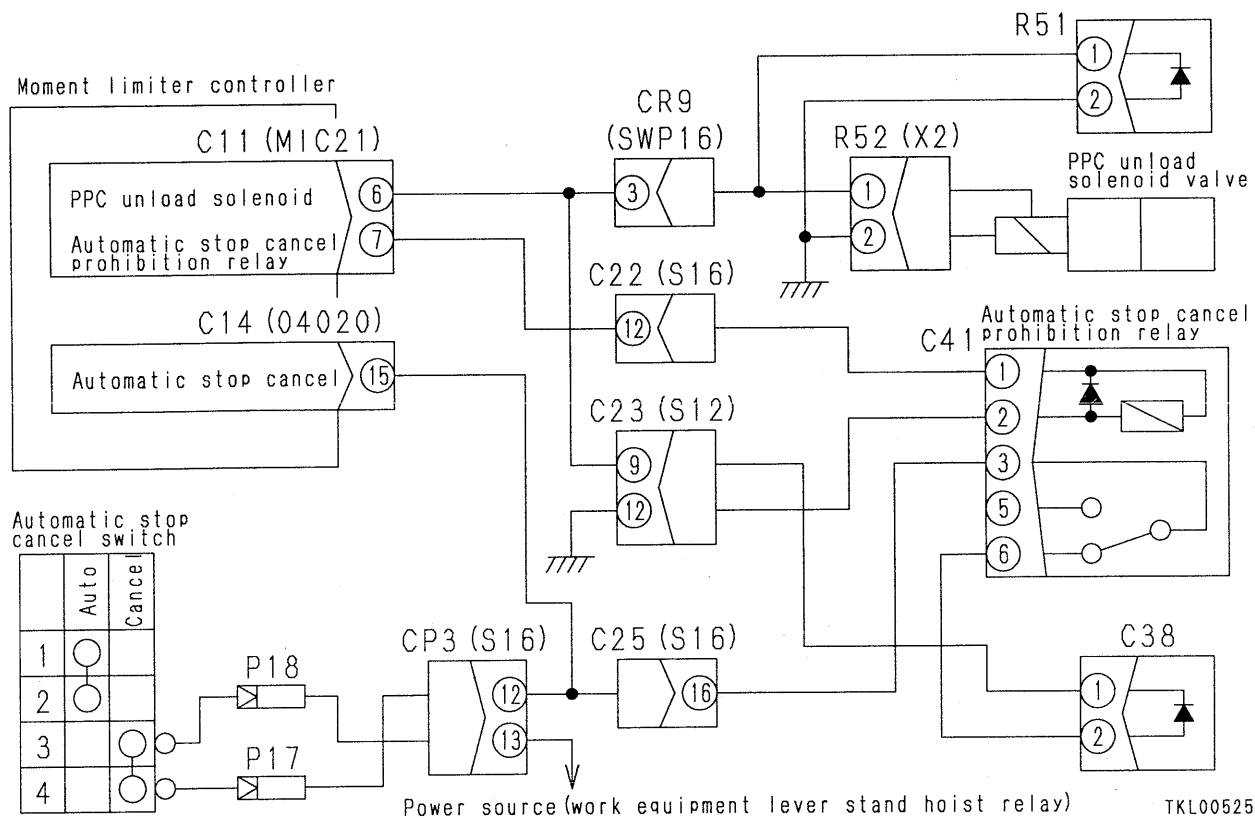 R51
1
2
Moment limiter controller
C11 (MIC21)
PPC unload solenoid
6
Automatic stop cancel
prohibition relay
7
CR9
(SWP16)
3
R52 (X2)
1
2
PPC unload
solenoid valve
C22 (S16)
12
C14 (04020)
Automatic stop cancel
15
C23 (S12)
9
12
Automatic stop cancel
prohibition relay
C41
1
2
3
5
6
Automatic stop
cancel switch
Auto
Cancel
1
2
3
4
P18
P17
CP3 (S16)
12
13
C25 (S16)
16
C38
1
2
Power source (work equipment lever stand hoist relay)
TKL00525